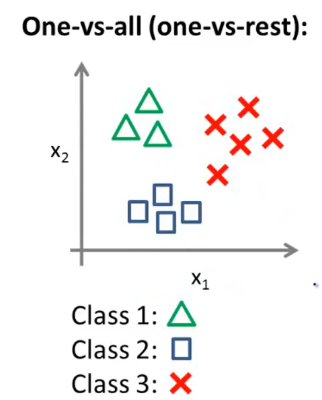 One-vs-all (one-vs-rest):
x₂
x₁
Class 1:
Class 2:
Class 3: